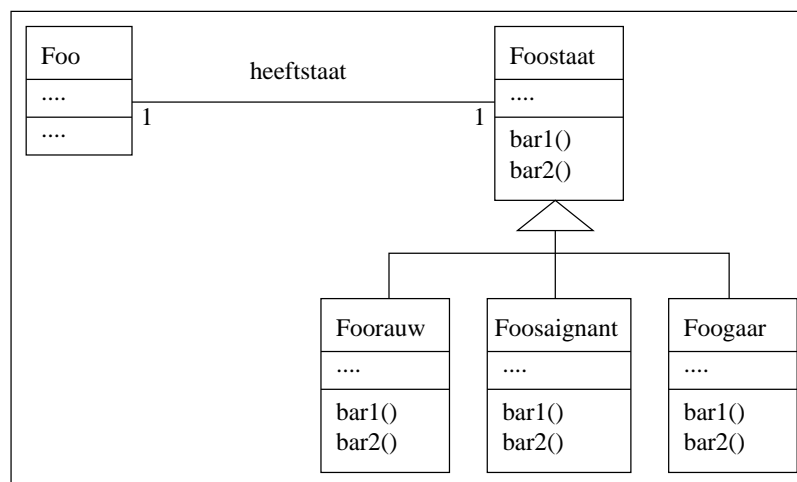 Foo
....
....
heeftstaat
1
1
Foostaat
....
bar1()
bar2()
Foorauw
....
bar1()
bar2()
Foosaignant
....
bar1()
bar2()
Foogaar
....
bar1()
bar2()